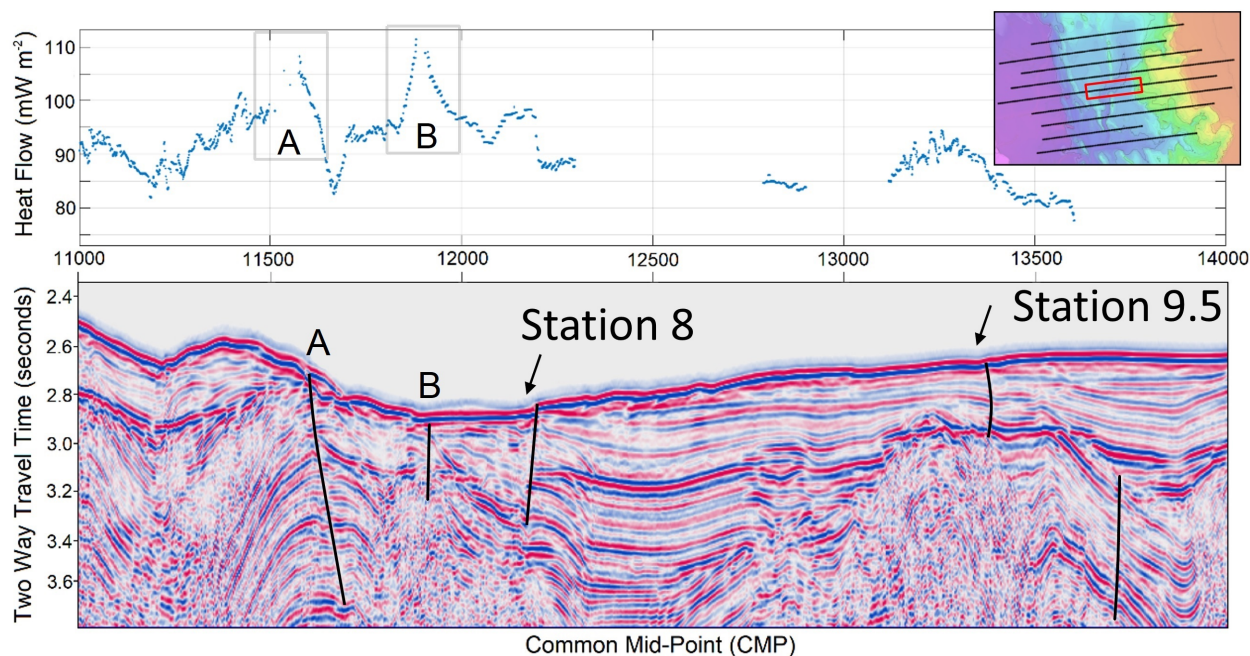 Heat Flow (mW m⁻²)
110
100
90
80
A
B
11000 11500 12000 12500 13000 13500 14000
Two Way Travel Time (seconds)
2.4
2.6
2.8
3.0
3.2
3.4
3.6
A
B
Station 8
Station 9.5
Common Mid-Point (CMP)